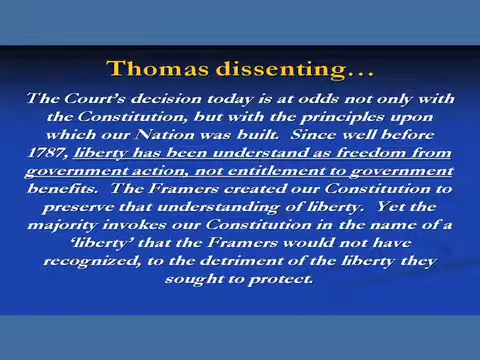 Thomas dissenting…
The Court's decision today is at odds not only with
the Constitution, but with the principles upon
which our Nation was built.  Since well before
1787, liberty has been understand as freedom from
government action, not entitlement to government
benefits.  The Framers created our Constitution to
preserve that understanding of liberty.  Yet the
majority invokes our Constitution in the name of a
'liberty' that the Framers would not have
recognized, to the detriment of the liberty they
sought to protect.